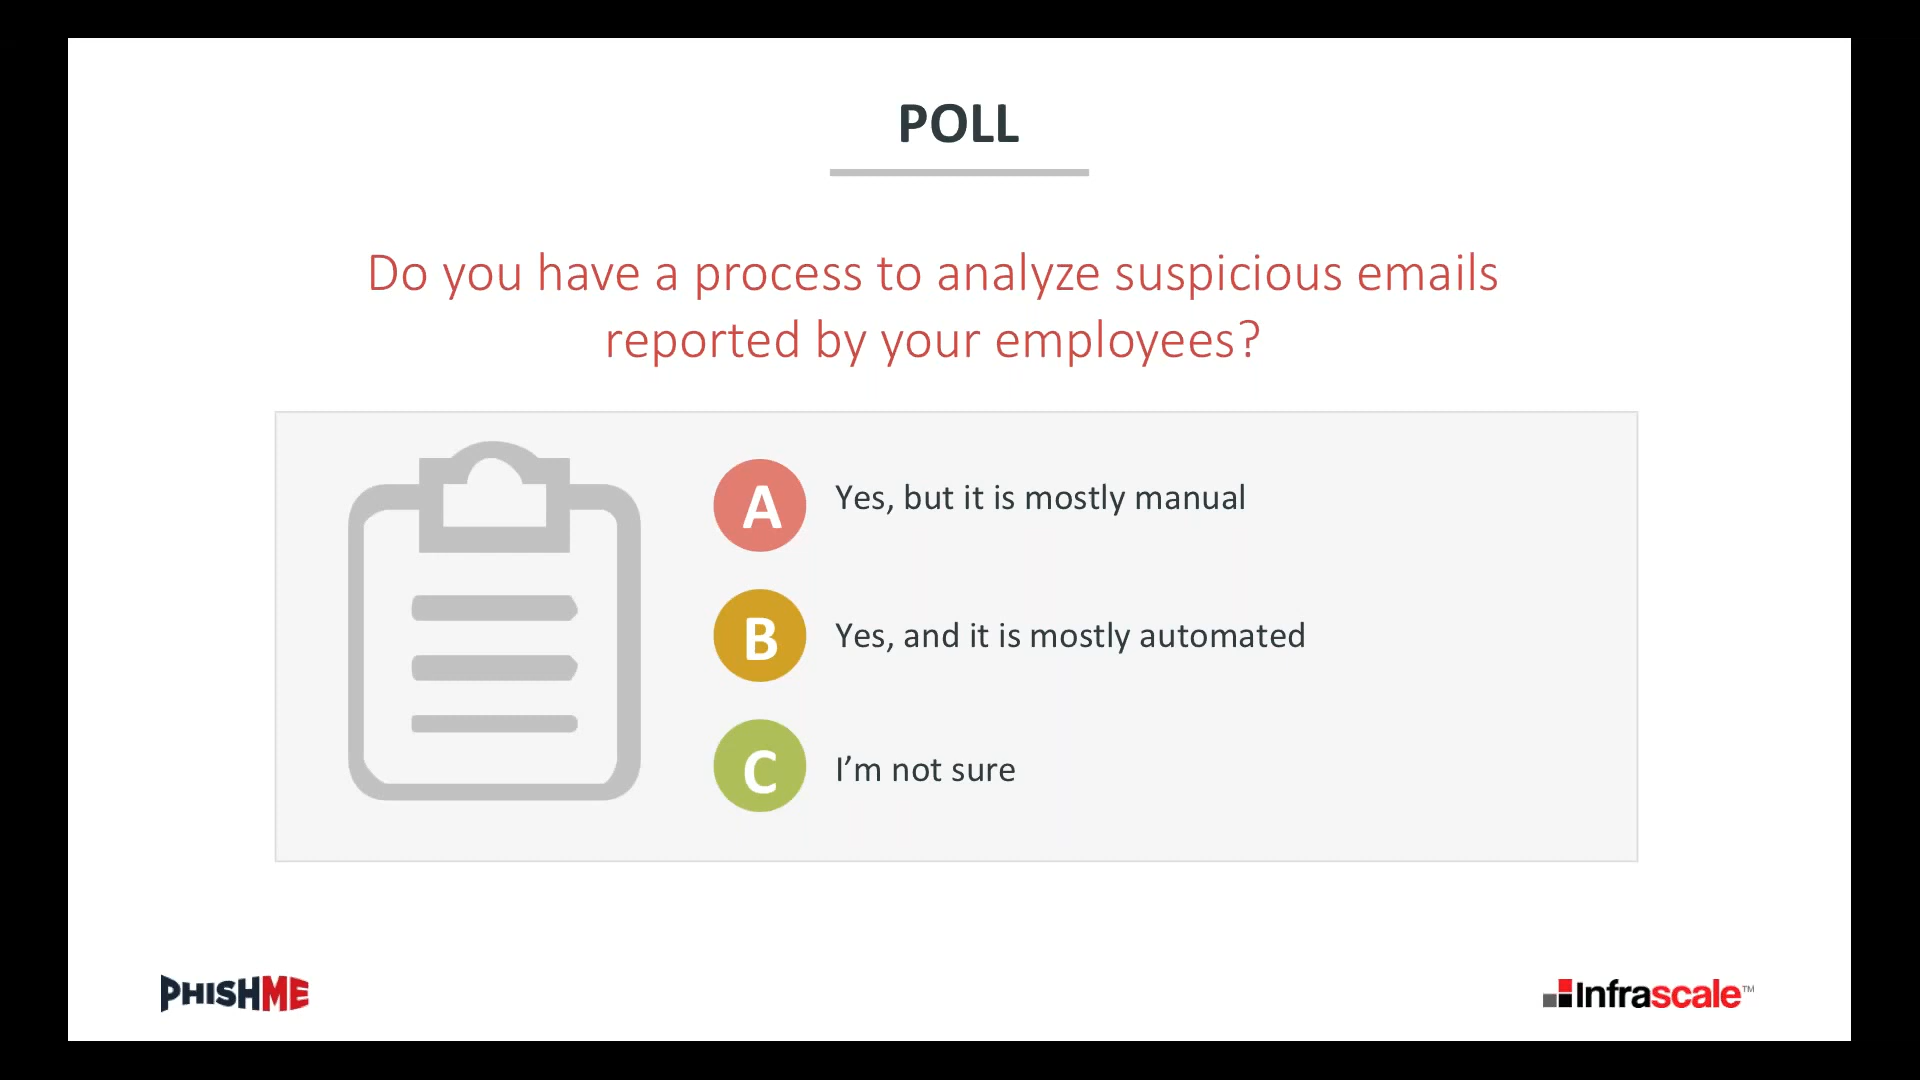 POLL
Do you have a process to analyze suspicious emails
reported by your employees?
A Yes, but it is mostly manual
B Yes, and it is mostly automated
C I’m not sure
PHISHME
Infrascale™